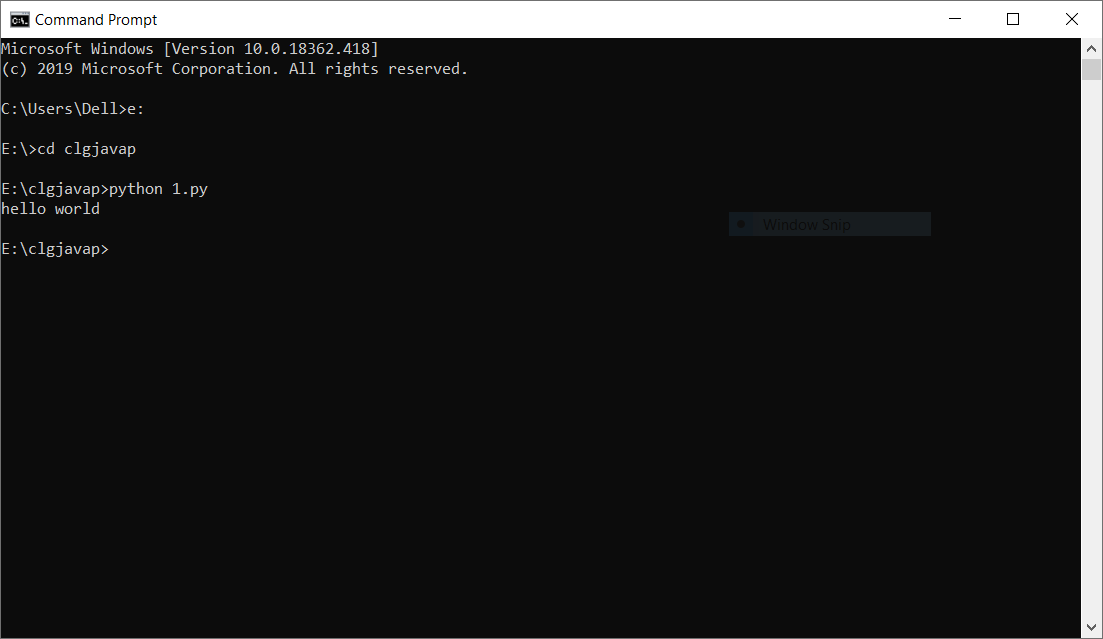 Command Prompt
Microsoft Windows [Version 10.0.18362.418]
(c) 2019 Microsoft Corporation. All rights reserved.
C:\Users\Dell>e:
E:\>cd clgjavap
E:\clgjavap>python 1.py
hello world
Window Snip
E:\clgjavap>